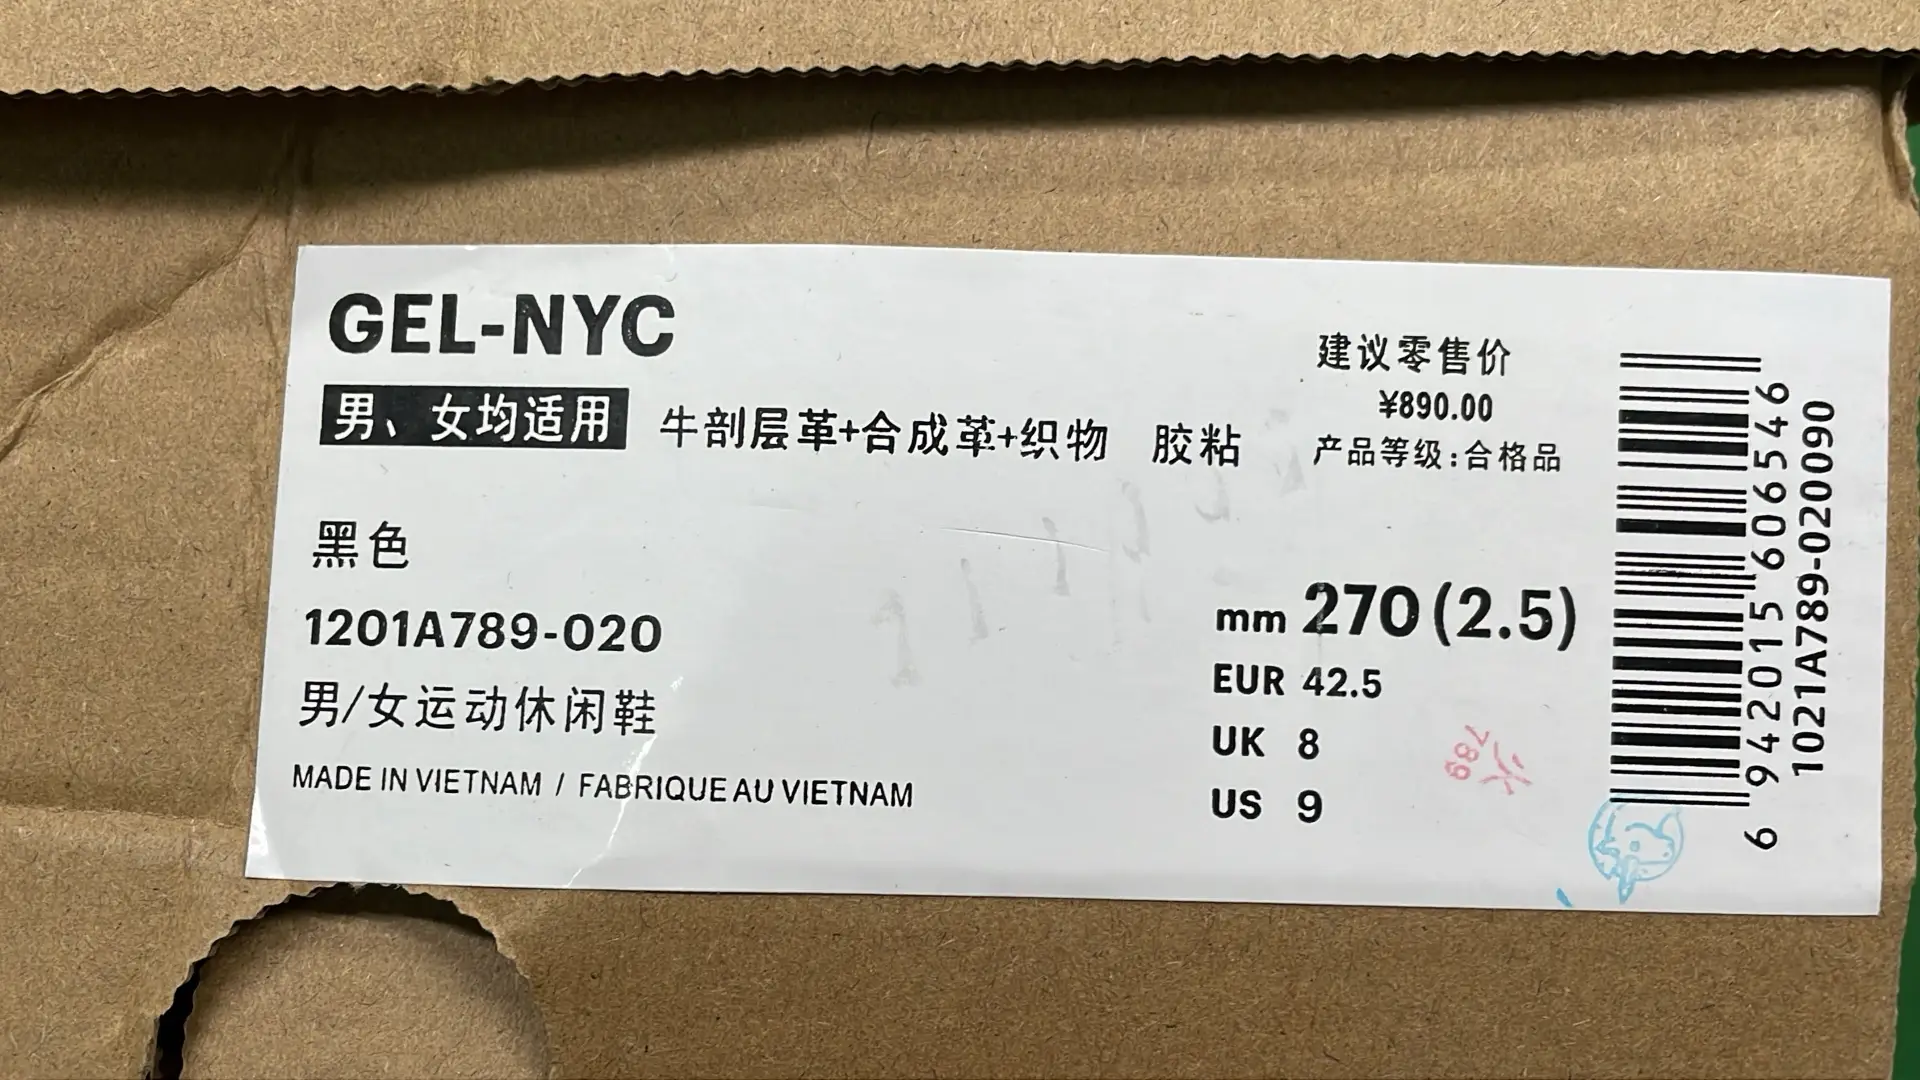 GEL-NYC
男、女均适用
牛剖层革+合成革+织物 胶粘
建议零售价
¥890.00
产品等级:合格品
黑色
1201A789-020
男/女运动休闲鞋
MADE IN VIETNAM / FABRIQUE AU VIETNAM
mm 270(2.5)
EUR 42.5
UK 8
US 9
6 942015 606546
1021A789-020090
789